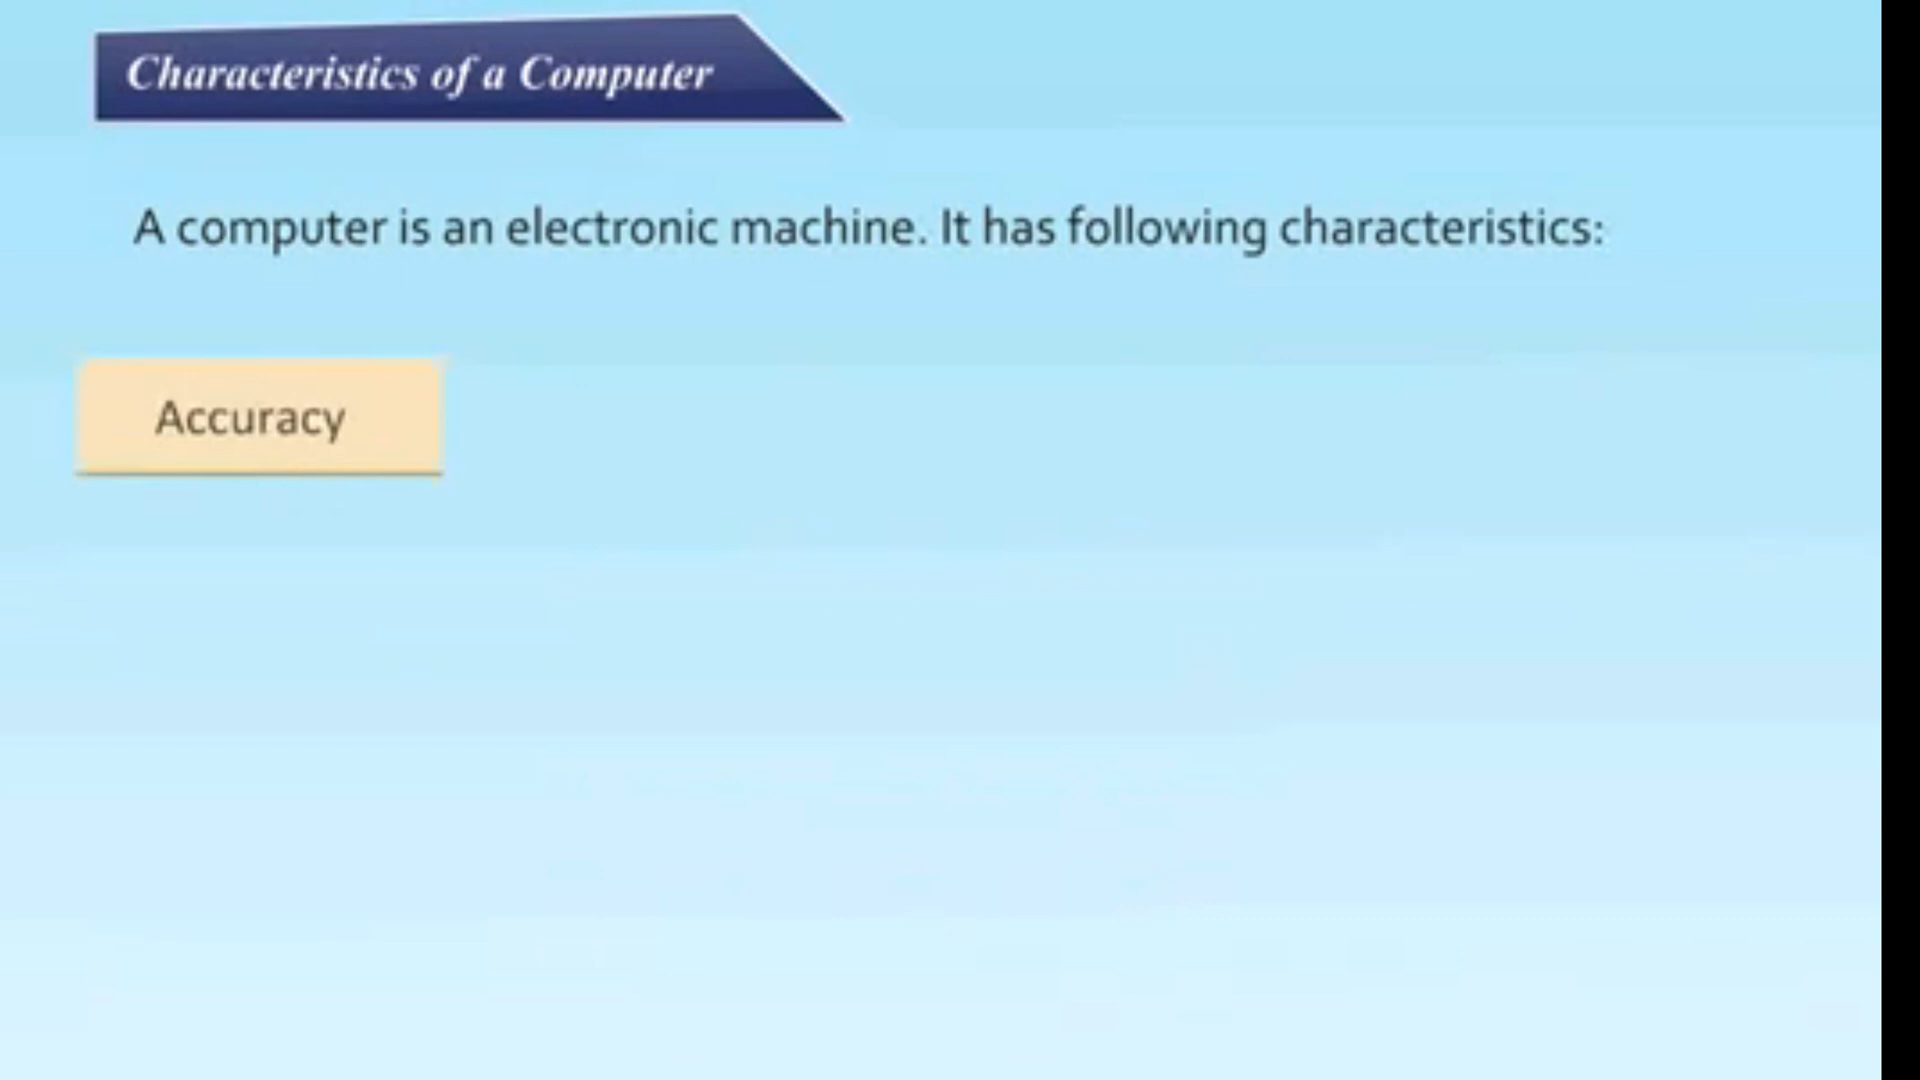 Characteristics of a Computer
A computer is an electronic machine. It has following characteristics:
Accuracy